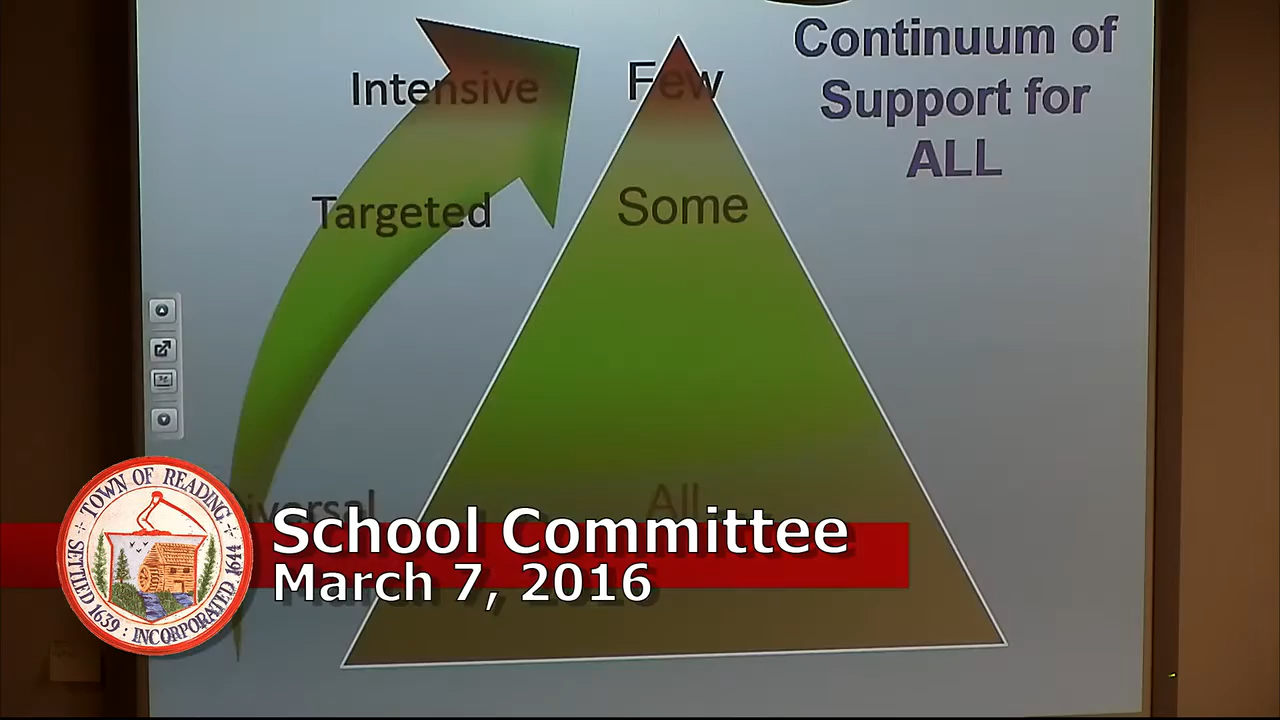 Continuum of
Support for
ALL
Intensive
Few
Targeted
Some
All
School Committee
March 7, 2016
TOWN OF READING
SETTLED 1639 : INCORPORATED 1644